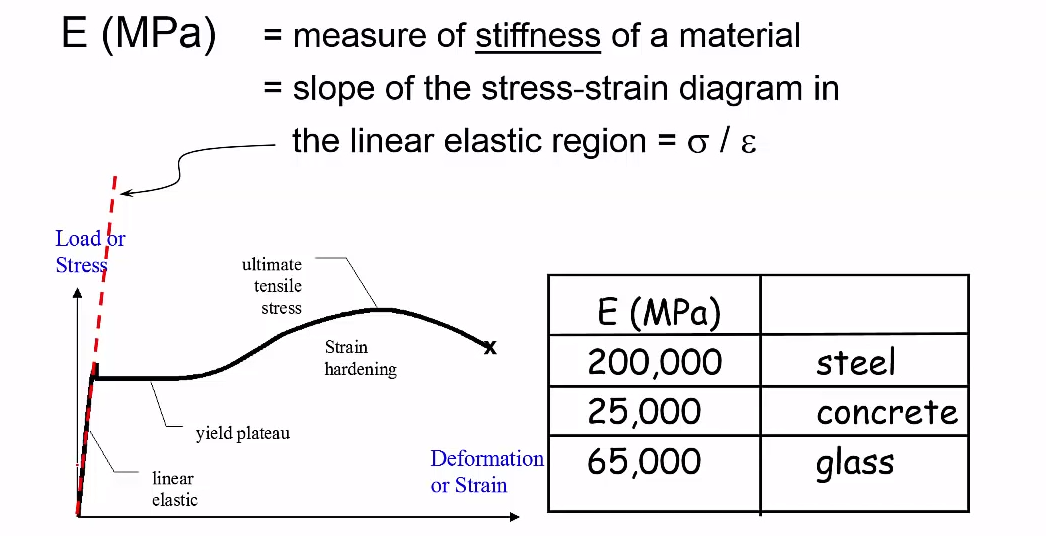 E (MPa) = measure of stiffness of a material
= slope of the stress-strain diagram in
the linear elastic region = σ / ε
Load or
Stress
ultimate
tensile
stress
Strain
hardening
x
yield plateau
linear
elastic
Deformation
or Strain
E (MPa)
200,000 steel
25,000 concrete
65,000 glass